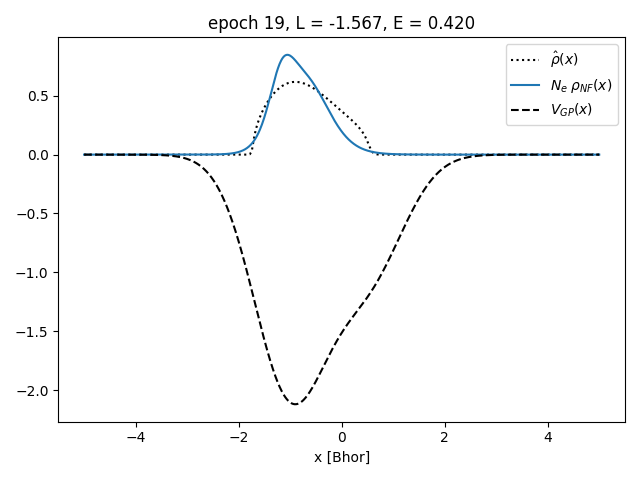 epoch 19, L = -1.567, E = 0.420
ρ̂(x)
N_e ρ_NF(x)
V_GP(x)
0.5
0.0
−0.5
−1.0
−1.5
−2.0
−4 −2 0 2 4
x [Bhor]